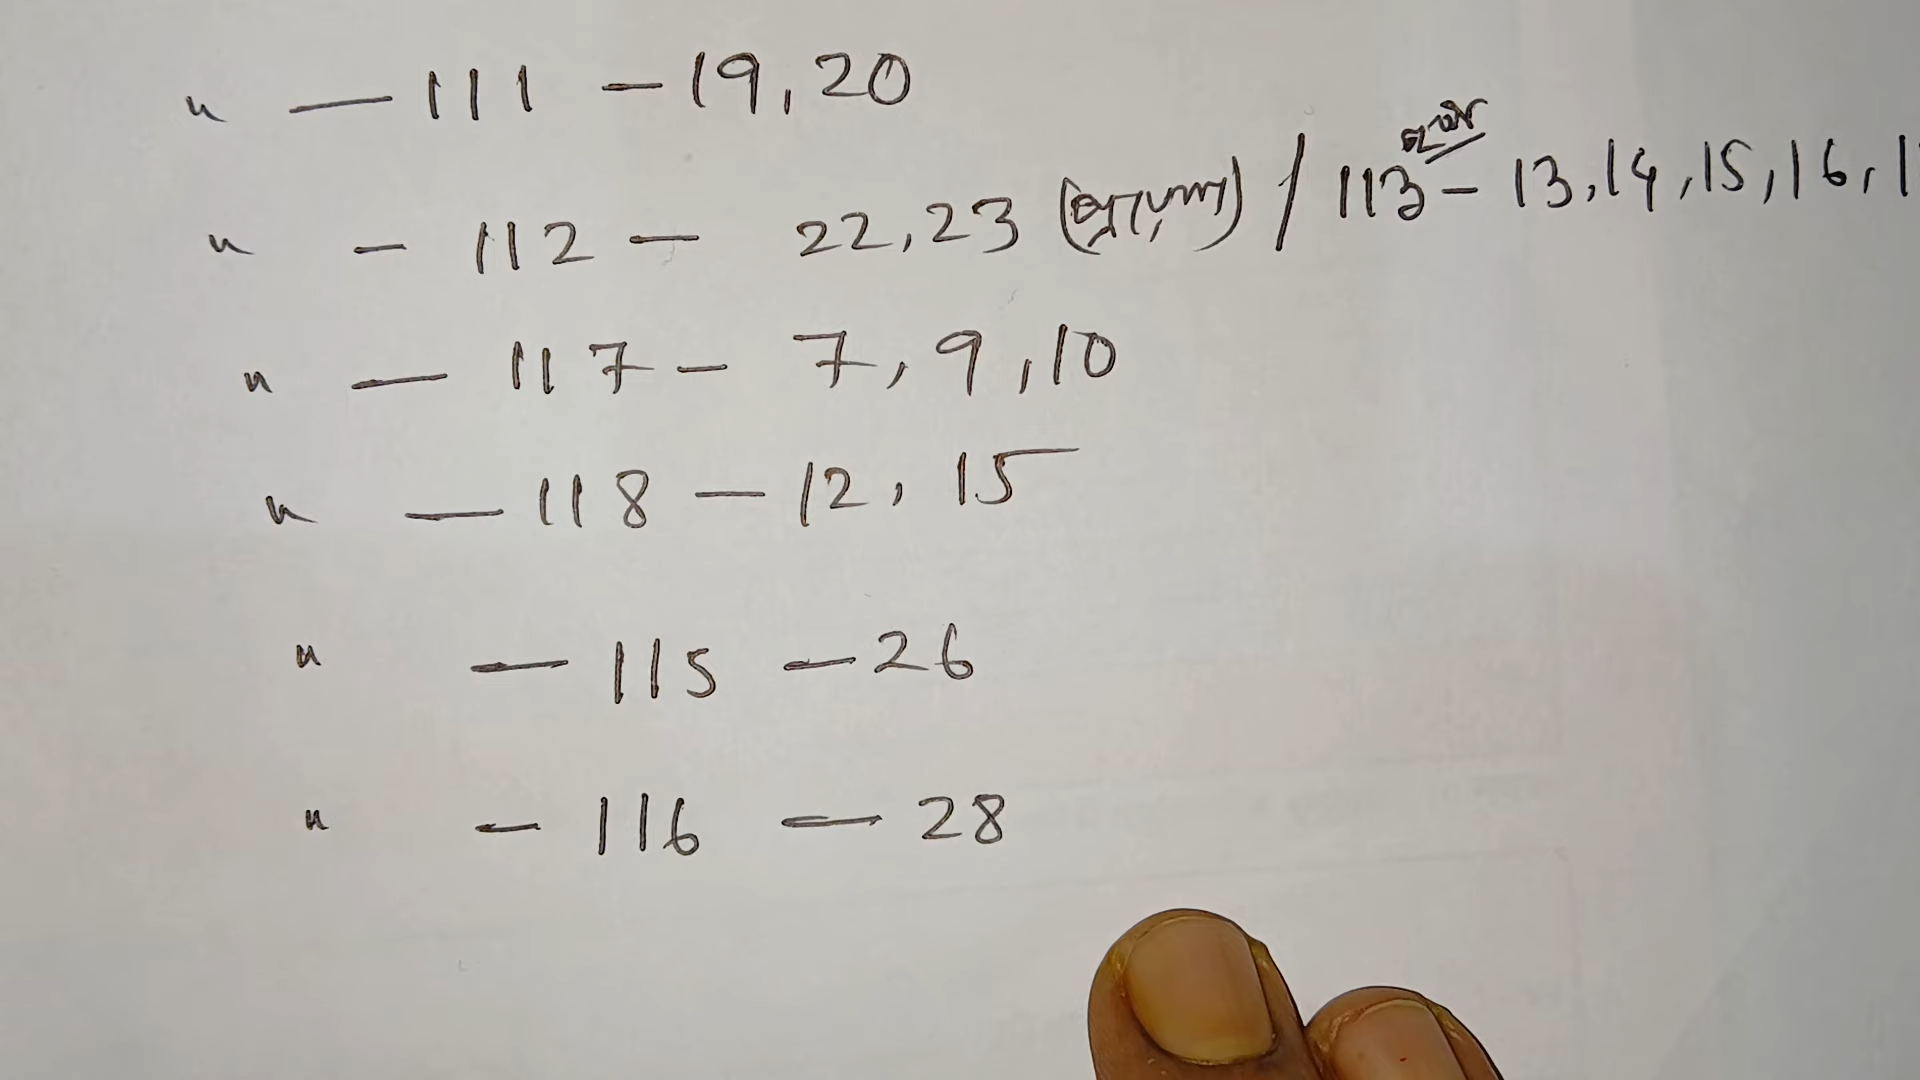 " — 111 — 19, 20
" - 112 — 22, 23 / 113 - 13, 14, 15, 16, 1
" — 117 - 7, 9, 10
" — 118 — 12, 15
" — 115 — 26
" - 116 — 28